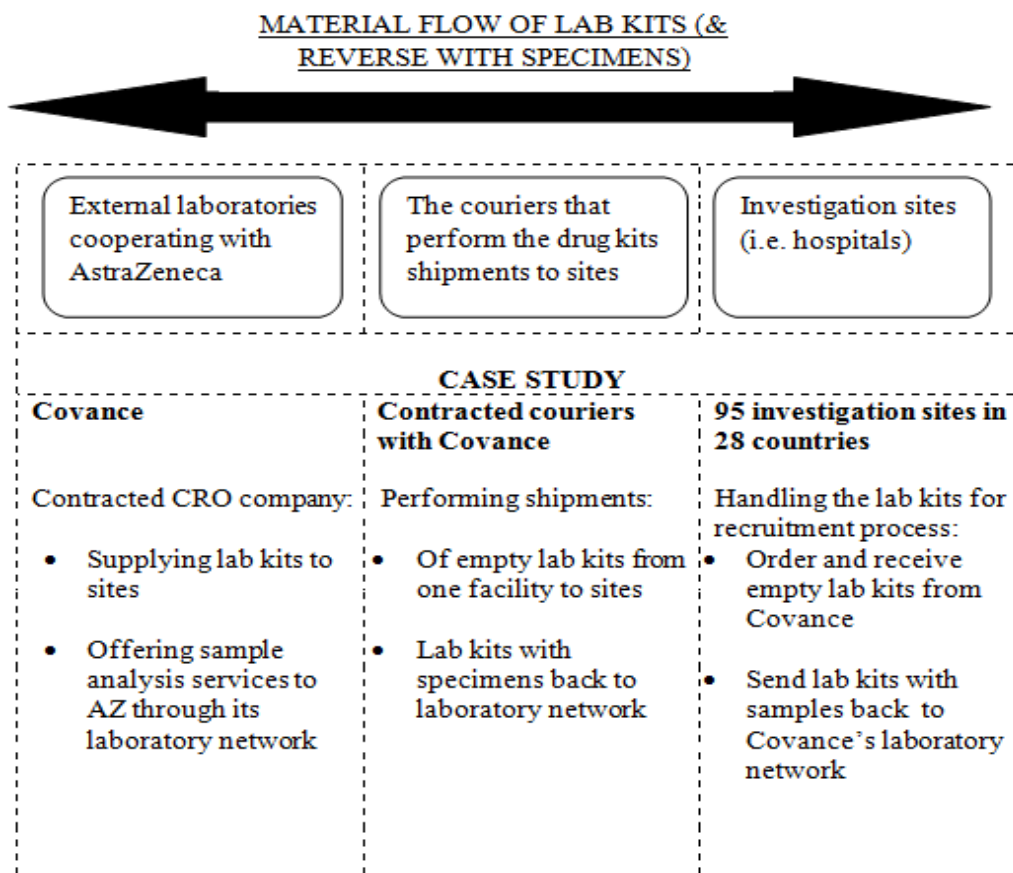 MATERIAL FLOW OF LAB KITS (&
REVERSE WITH SPECIMENS)
External laboratories
cooperating with
AstraZeneca
The couriers that
perform the drug kits
shipments to sites
Investigation sites
(i.e. hospitals)
CASE STUDY
Covance
Contracted CRO company:
• Supplying lab kits to
sites
• Offering sample
analysis services to
AZ through its
laboratory network
Contracted couriers
with Covance
Performing shipments:
• Of empty lab kits from
one facility to sites
• Lab kits with
specimens back to
laboratory network
95 investigation sites in
28 countries
Handling the lab kits for
recruitment process:
• Order and receive
empty lab kits from
Covance
• Send lab kits with
samples back to
Covance's laboratory
network